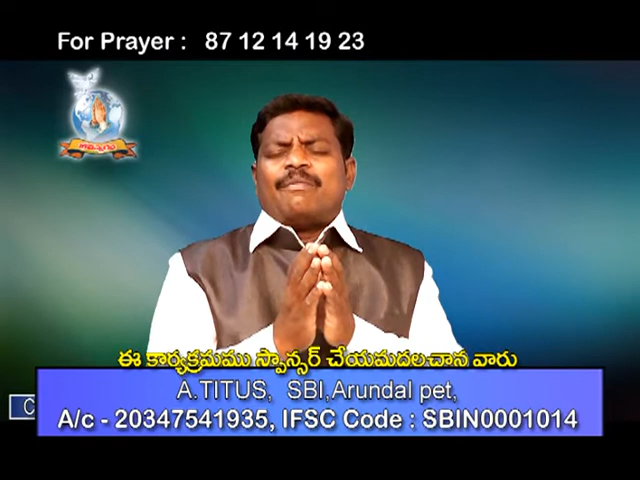 For Prayer : 87 12 14 19 23
ఈ కార్యక్రమము స్పాన్సర్ చేయమదలచాన వారు
A.TITUS, SBI,Arundal pet,
C
A/c - 20347541935, IFSC Code : SBIN0001014